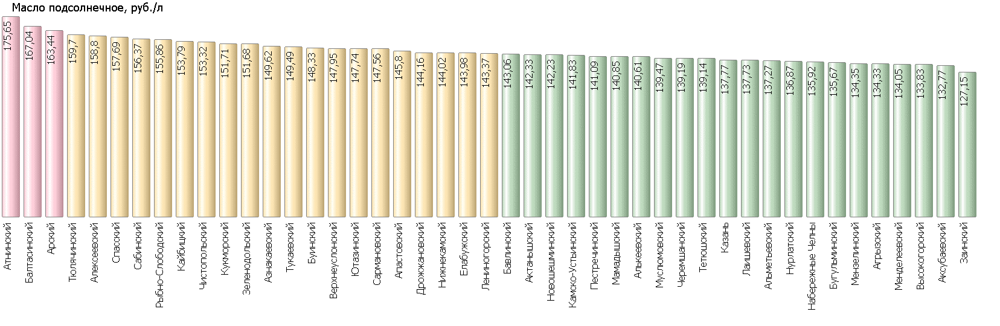 Масло подсолнечное, руб./л
175,65
167,04
163,44
159,7
158,8
157,69
156,37
155,86
153,79
153,32
151,71
151,68
149,62
149,49
148,33
147,95
147,74
147,56
145,8
144,16
144,02
143,98
143,37
143,06
142,33
142,23
141,83
141,09
140,85
140,61
139,47
139,19
139,14
137,77
137,73
137,27
136,87
135,92
135,67
134,35
134,33
134,05
133,83
132,77
127,15
Атнинский
Балтасинский
Арский
Тюлячинский
Алексеевский
Спасский
Сабинский
Рыбно-Слободский
Кайбицкий
Чистопольский
Кукморский
Зеленодольский
Азнакаевский
Тукаевский
Буинский
Верхнеуслонский
Ютазинский
Сармановский
Апастовский
Дрожжановский
Нижнекамский
Елабужский
Лениногорский
Бавлинский
Актанышский
Новошешминский
Камско-Устьинский
Пестречинский
Мамадышский
Алькеевский
Муслюмовский
Черемшанский
Тетюшский
Казань
Лаишевский
Альметьевский
Нурлатский
Набережные Челны
Бугульминский
Мензелинский
Агрызский
Менделеевский
Высокогорский
Аксубаевский
Заинский